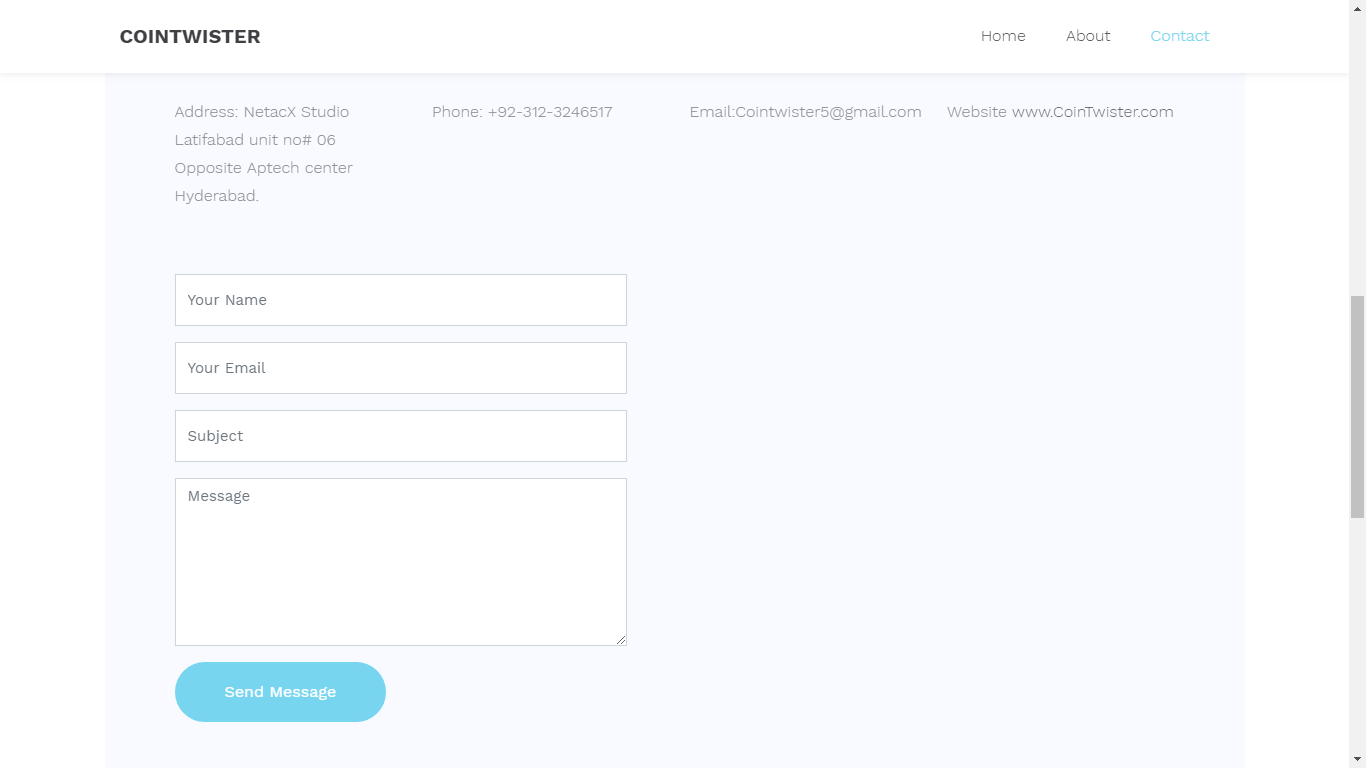 COINTWISTER
Home
About
Contact
Address: NetacX Studio
Latifabad unit no# 06
Opposite Aptech center
Hyderabad.
Phone: +92-312-3246517
Email:Cointwister5@gmail.com
Website www.CoinTwister.com
Your Name
Your Email
Subject
Message
Send Message